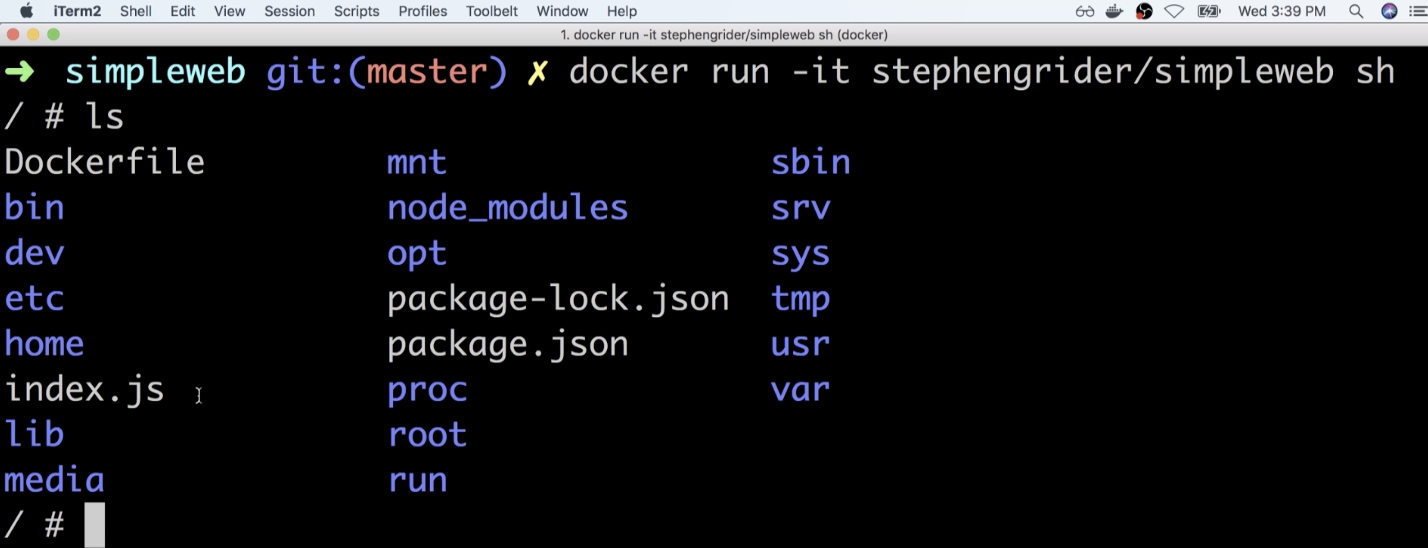 iTerm2 Shell Edit View Session Scripts Profiles Toolbelt Window Help Wed 3:39 PM
1. docker run -it stephengrider/simpleweb sh (docker)
➜ simpleweb git:(master) ✗ docker run -it stephengrider/simpleweb sh
/ # ls
Dockerfile mnt sbin
bin node_modules srv
dev opt sys
etc package-lock.json tmp
home package.json usr
index.js proc var
lib root
media run
/ #